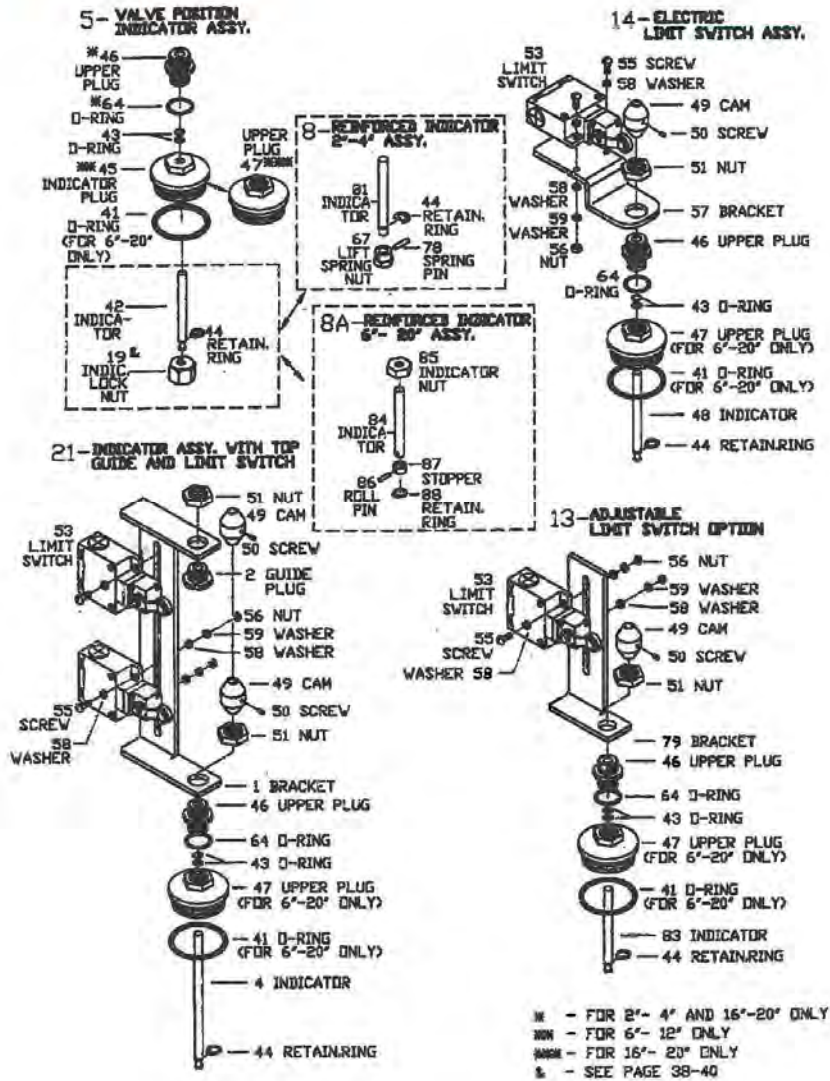 5- VALVE POSITION
INDICATOR ASSY.
※46
UPPER
PLUG
※64
O-RING
43
O-RING
※※45
INDICATOR
PLUG
41
O-RING
(FOR 6"-20"
ONLY)
UPPER
PLUG
47※※※
42
INDICA-
TOR
44
RETAIN.
RING
19&
INDIC.
LOCK
NUT
8- REINFORCED INDICATOR
2"-4" ASSY.
81
INDICA-
TOR
44
RETAIN.
RING
67
LIFT
SPRING
NUT
78
SPRING
PIN
8A- REINFORCED INDICATOR
6"- 20" ASSY.
85
INDICATOR
NUT
84
INDICA-
TOR
87
STOPPER
86
ROLL
PIN
88
RETAIN.
RING
14- ELECTRIC
LIMIT SWITCH ASSY.
53
LIMIT
SWITCH
55 SCREW
58 WASHER
49 CAM
50 SCREW
51 NUT
58
WASHER
59
WASHER
56
NUT
57 BRACKET
46 UPPER PLUG
64
O-RING
43 O-RING
47 UPPER PLUG
(FOR 6"-20" ONLY)
41 O-RING
(FOR 6"-20" ONLY)
48 INDICATOR
44 RETAIN.RING
21- INDICATOR ASSY. WITH TOP
GUIDE AND LIMIT SWITCH
51 NUT
49 CAM
53
LIMIT
SWITCH
50 SCREW
2 GUIDE
PLUG
56 NUT
59 WASHER
58 WASHER
49 CAM
50 SCREW
51 NUT
55
SCREW
58
WASHER
1 BRACKET
46 UPPER PLUG
64 O-RING
43 O-RING
47 UPPER PLUG
(FOR 6"-20" ONLY)
41 O-RING
(FOR 6"-20" ONLY)
4 INDICATOR
44 RETAIN.RING
13- ADJUSTABLE
LIMIT SWITCH OPTION
56 NUT
53
LIMIT
SWITCH
59 WASHER
58 WASHER
49 CAM
55
SCREW
50 SCREW
WASHER 58
51 NUT
79 BRACKET
46 UPPER PLUG
64 O-RING
43 O-RING
47 UPPER PLUG
(FOR 6"-20" ONLY)
41 O-RING
(FOR 6"-20" ONLY)
83 INDICATOR
44 RETAIN.RING
※ - FOR 2"- 4" AND 16"-20" ONLY
※※ - FOR 6"- 12" ONLY
※※※ - FOR 16"- 20" ONLY
& - SEE PAGE 38-40